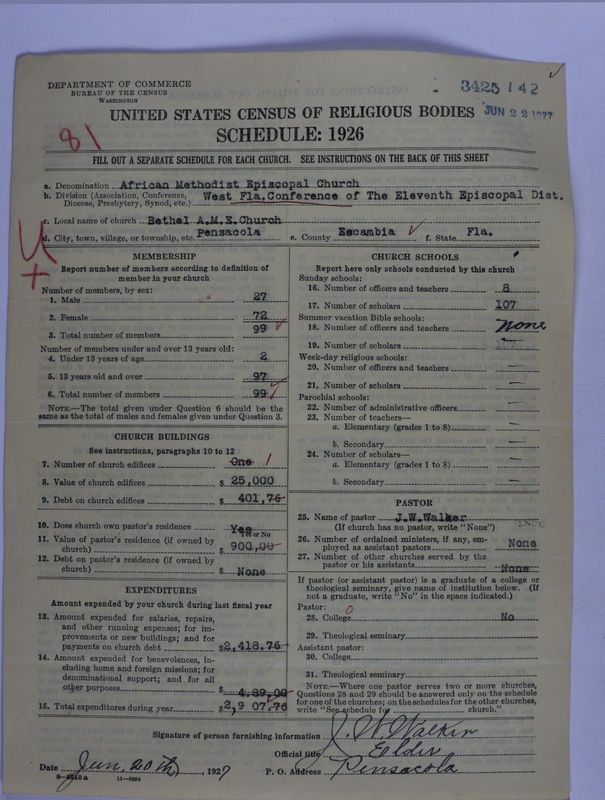 DEPARTMENT OF COMMERCE
BUREAU OF THE CENSUS
WASHINGTON
3425 142
JUN 22 1927
81
UNITED STATES CENSUS OF RELIGIOUS BODIES
SCHEDULE: 1926
FILL OUT A SEPARATE SCHEDULE FOR EACH CHURCH. SEE INSTRUCTIONS ON THE BACK OF THIS SHEET
a. Denomination African Methodist Episcopal Church
b. Division (Association, Conference, Diocese, Presbytery, Synod, etc.) West Fla. Conference of The Eleventh Episcopal Dist.
c. Local name of church Bethel A.M.E. Church
d. City, town, village, or township, etc. Pensacola e. County Escambia f. State Fla.
MEMBERSHIP
Report number of members according to definition of
member in your church
Number of members, by sex:
1. Male 27
2. Female 72
3. Total number of members 99
Number of members under and over 13 years old:
4. Under 13 years of age 2
5. 13 years old and over 97
6. Total number of members 99
NOTE.—The total given under Question 6 should be the
same as the total of males and females given under Question 3.
CHURCH BUILDINGS
See instructions, paragraphs 10 to 12
7. Number of church edifices One 1
8. Value of church edifices $ 25,000
9. Debt on church edifices $ 401,76
10. Does church own pastor's residence Yes
Yes or No
11. Value of pastor's residence (if owned by
church) $ 900,00
12. Debt on pastor's residence (if owned by
church) $ None
EXPENDITURES
Amount expended by your church during last fiscal year
13. Amount expended for salaries, repairs,
and other running expenses; for im-
provements or new buildings; and for
payments on church debt $2,418.76
14. Amount expended for benevolences, in-
cluding home and foreign missions; for
denominational support; and for all
other purposes $ 4.89,00
15. Total expenditures during year $2,9 07.76
CHURCH SCHOOLS
Report here only schools conducted by this church
Sunday schools:
16. Number of officers and teachers 8
17. Number of scholars 107
Summer vacation Bible schools:
18. Number of officers and teachers none
19. Number of scholars —
Week-day religious schools:
20. Number of officers and teachers —
21. Number of scholars —
Parochial schools:
22. Number of administrative officers —
23. Number of teachers—
a. Elementary (grades 1 to 8) —
b. Secondary —
24. Number of scholars—
a. Elementary (grades 1 to 8) —
b. Secondary —
PASTOR
25. Name of pastor J.W.Walker
(If church has no pastor, write "None")
26. Number of ordained ministers, if any, em-
ployed as assistant pastors None
27. Number of other churches served by the
pastor or his assistants None
If pastor (or assistant pastor) is a graduate of a college or
theological seminary, give name of institution below. (If
not a graduate, write "No" in the space indicated.)
Pastor: 0
28. College No
29. Theological seminary
Assistant pastor:
30. College
31. Theological seminary
NOTE.—Where one pastor serves two or more churches,
Questions 28 and 29 should be answered only on the schedule
for one of the churches; on the schedules for the other churches,
write "See schedule for church."
Signature of person furnishing information J. W. Walker
Official title Elder
Date Jun. 20th, 1927 P. O. Address Pensacola